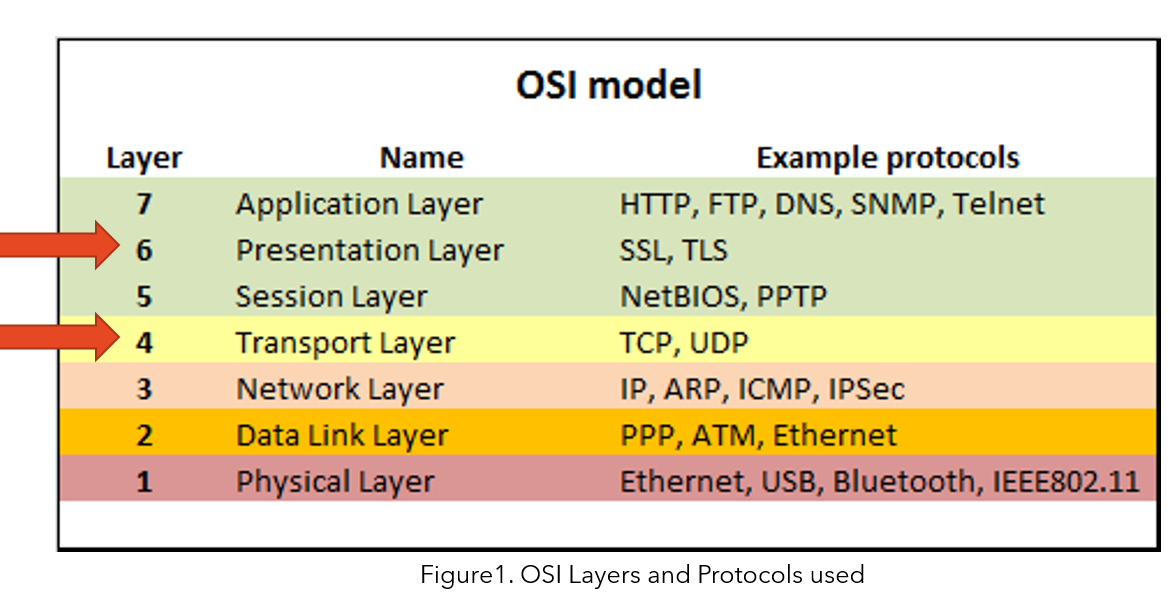 OSI model
Layer Name Example protocols
7 Application Layer HTTP, FTP, DNS, SNMP, Telnet
6 Presentation Layer SSL, TLS
5 Session Layer NetBIOS, PPTP
4 Transport Layer TCP, UDP
3 Network Layer IP, ARP, ICMP, IPSec
2 Data Link Layer PPP, ATM, Ethernet
1 Physical Layer Ethernet, USB, Bluetooth, IEEE802.11
Figure1. OSI Layers and Protocols used